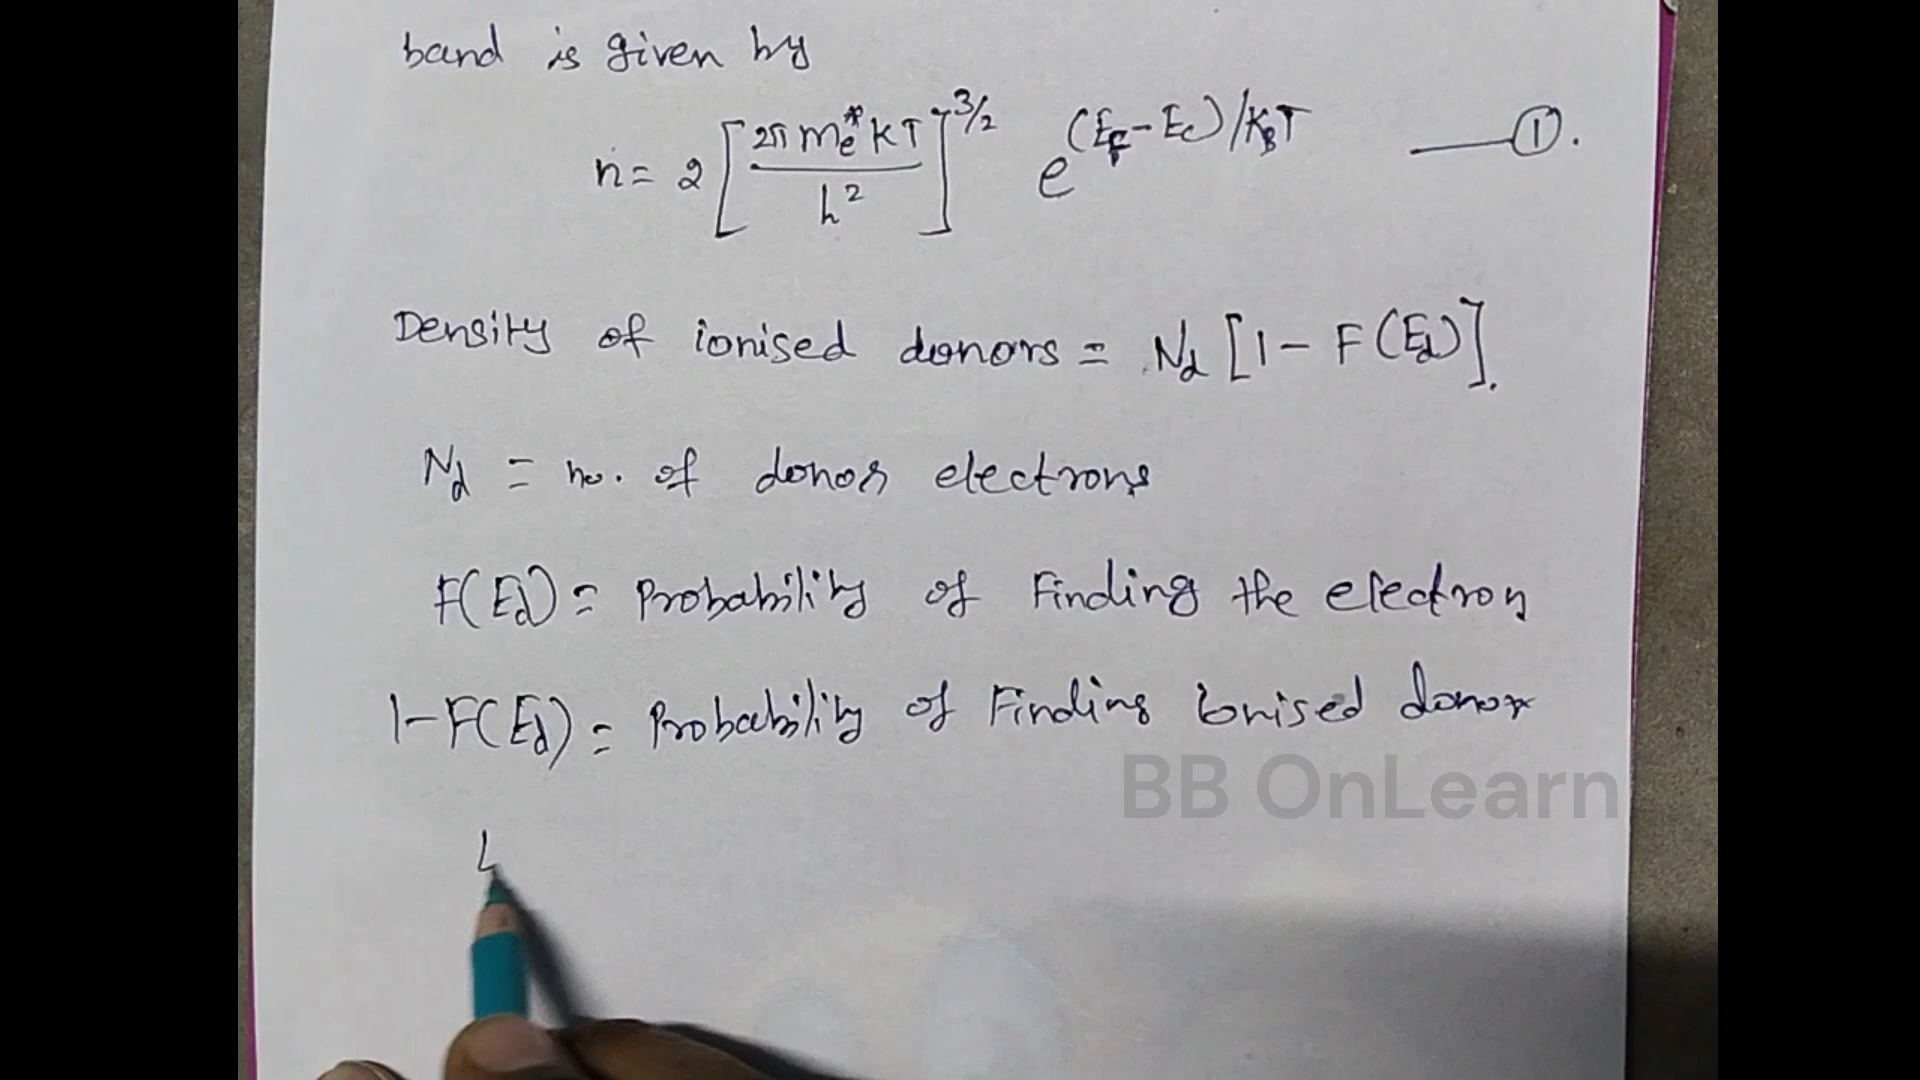 band is given by
n = 2 [2π m*e kT / h²]^3/2 e^(EF - Ec)/KBT —— ①.
Density of ionised donors = Nd [1 - F(Ed)].
Nd = no. of donor electrons
F(Ed) = Probability of Finding the electron
1 - F(Ed) = Probability of Finding ionised donor
BB OnLearn